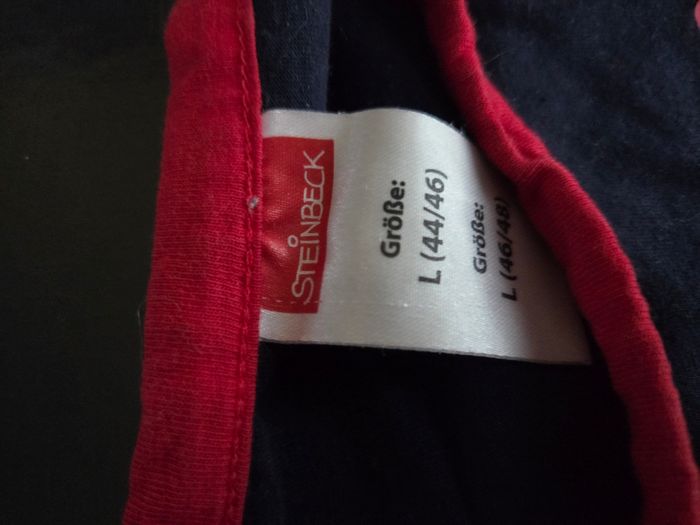 STEINBECK
Größe:
L (44/46)
Größe:
L (46/48)